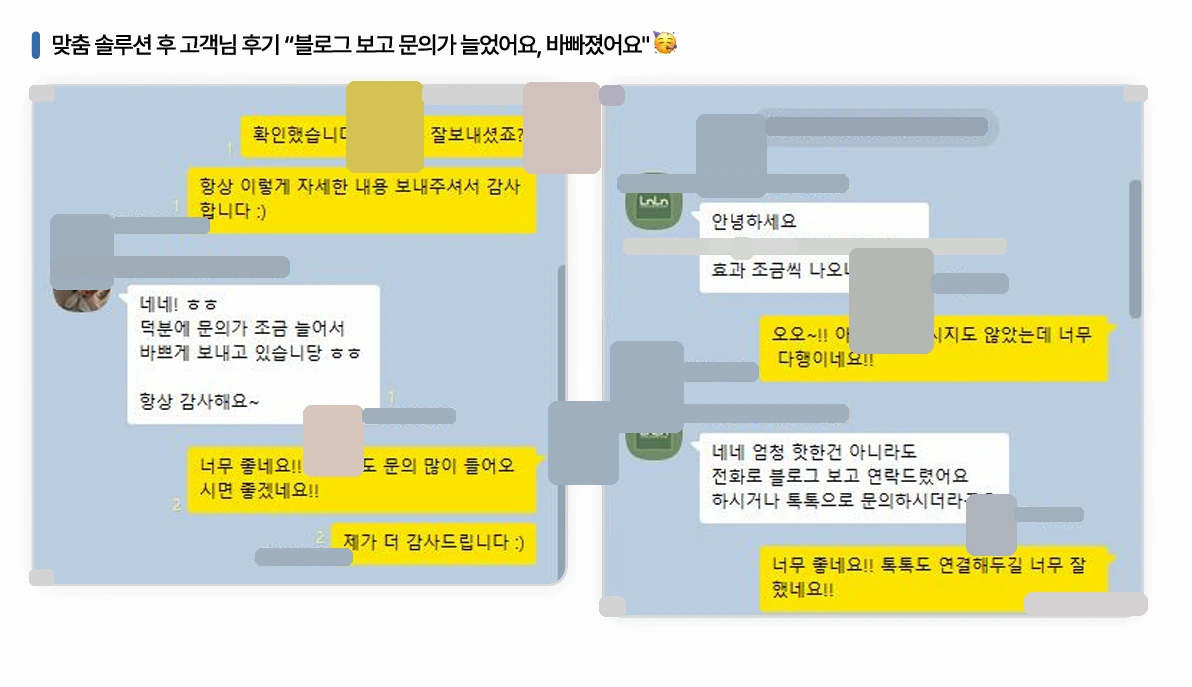 맞춤 솔루션 후 고객님 후기 “블로그 보고 문의가 늘었어요, 바빠졌어요"
확인했습니다 잘보내셨죠?
1
항상 이렇게 자세한 내용 보내주셔서 감사
합니다 :)
1
네네! ㅎㅎ
덕분에 문의가 조금 늘어서
바쁘게 보내고 있습니당 ㅎㅎ
항상 감사해요~
1
너무 좋네요!! 도 문의 많이 들어오
시면 좋겠네요!!
2
제가 더 감사드립니다 :)
2
안녕하세요
효과 조금씩 나오
오오~!! 시지도 않았는데 너무
다행이네요!!
네네 엄청 핫한건 아니라도
전화로 블로그 보고 연락드렸어요
하시거나 톡톡으로 문의하시더라
너무 좋네요!! 톡톡도 연결해두길 너무 잘
했네요!!